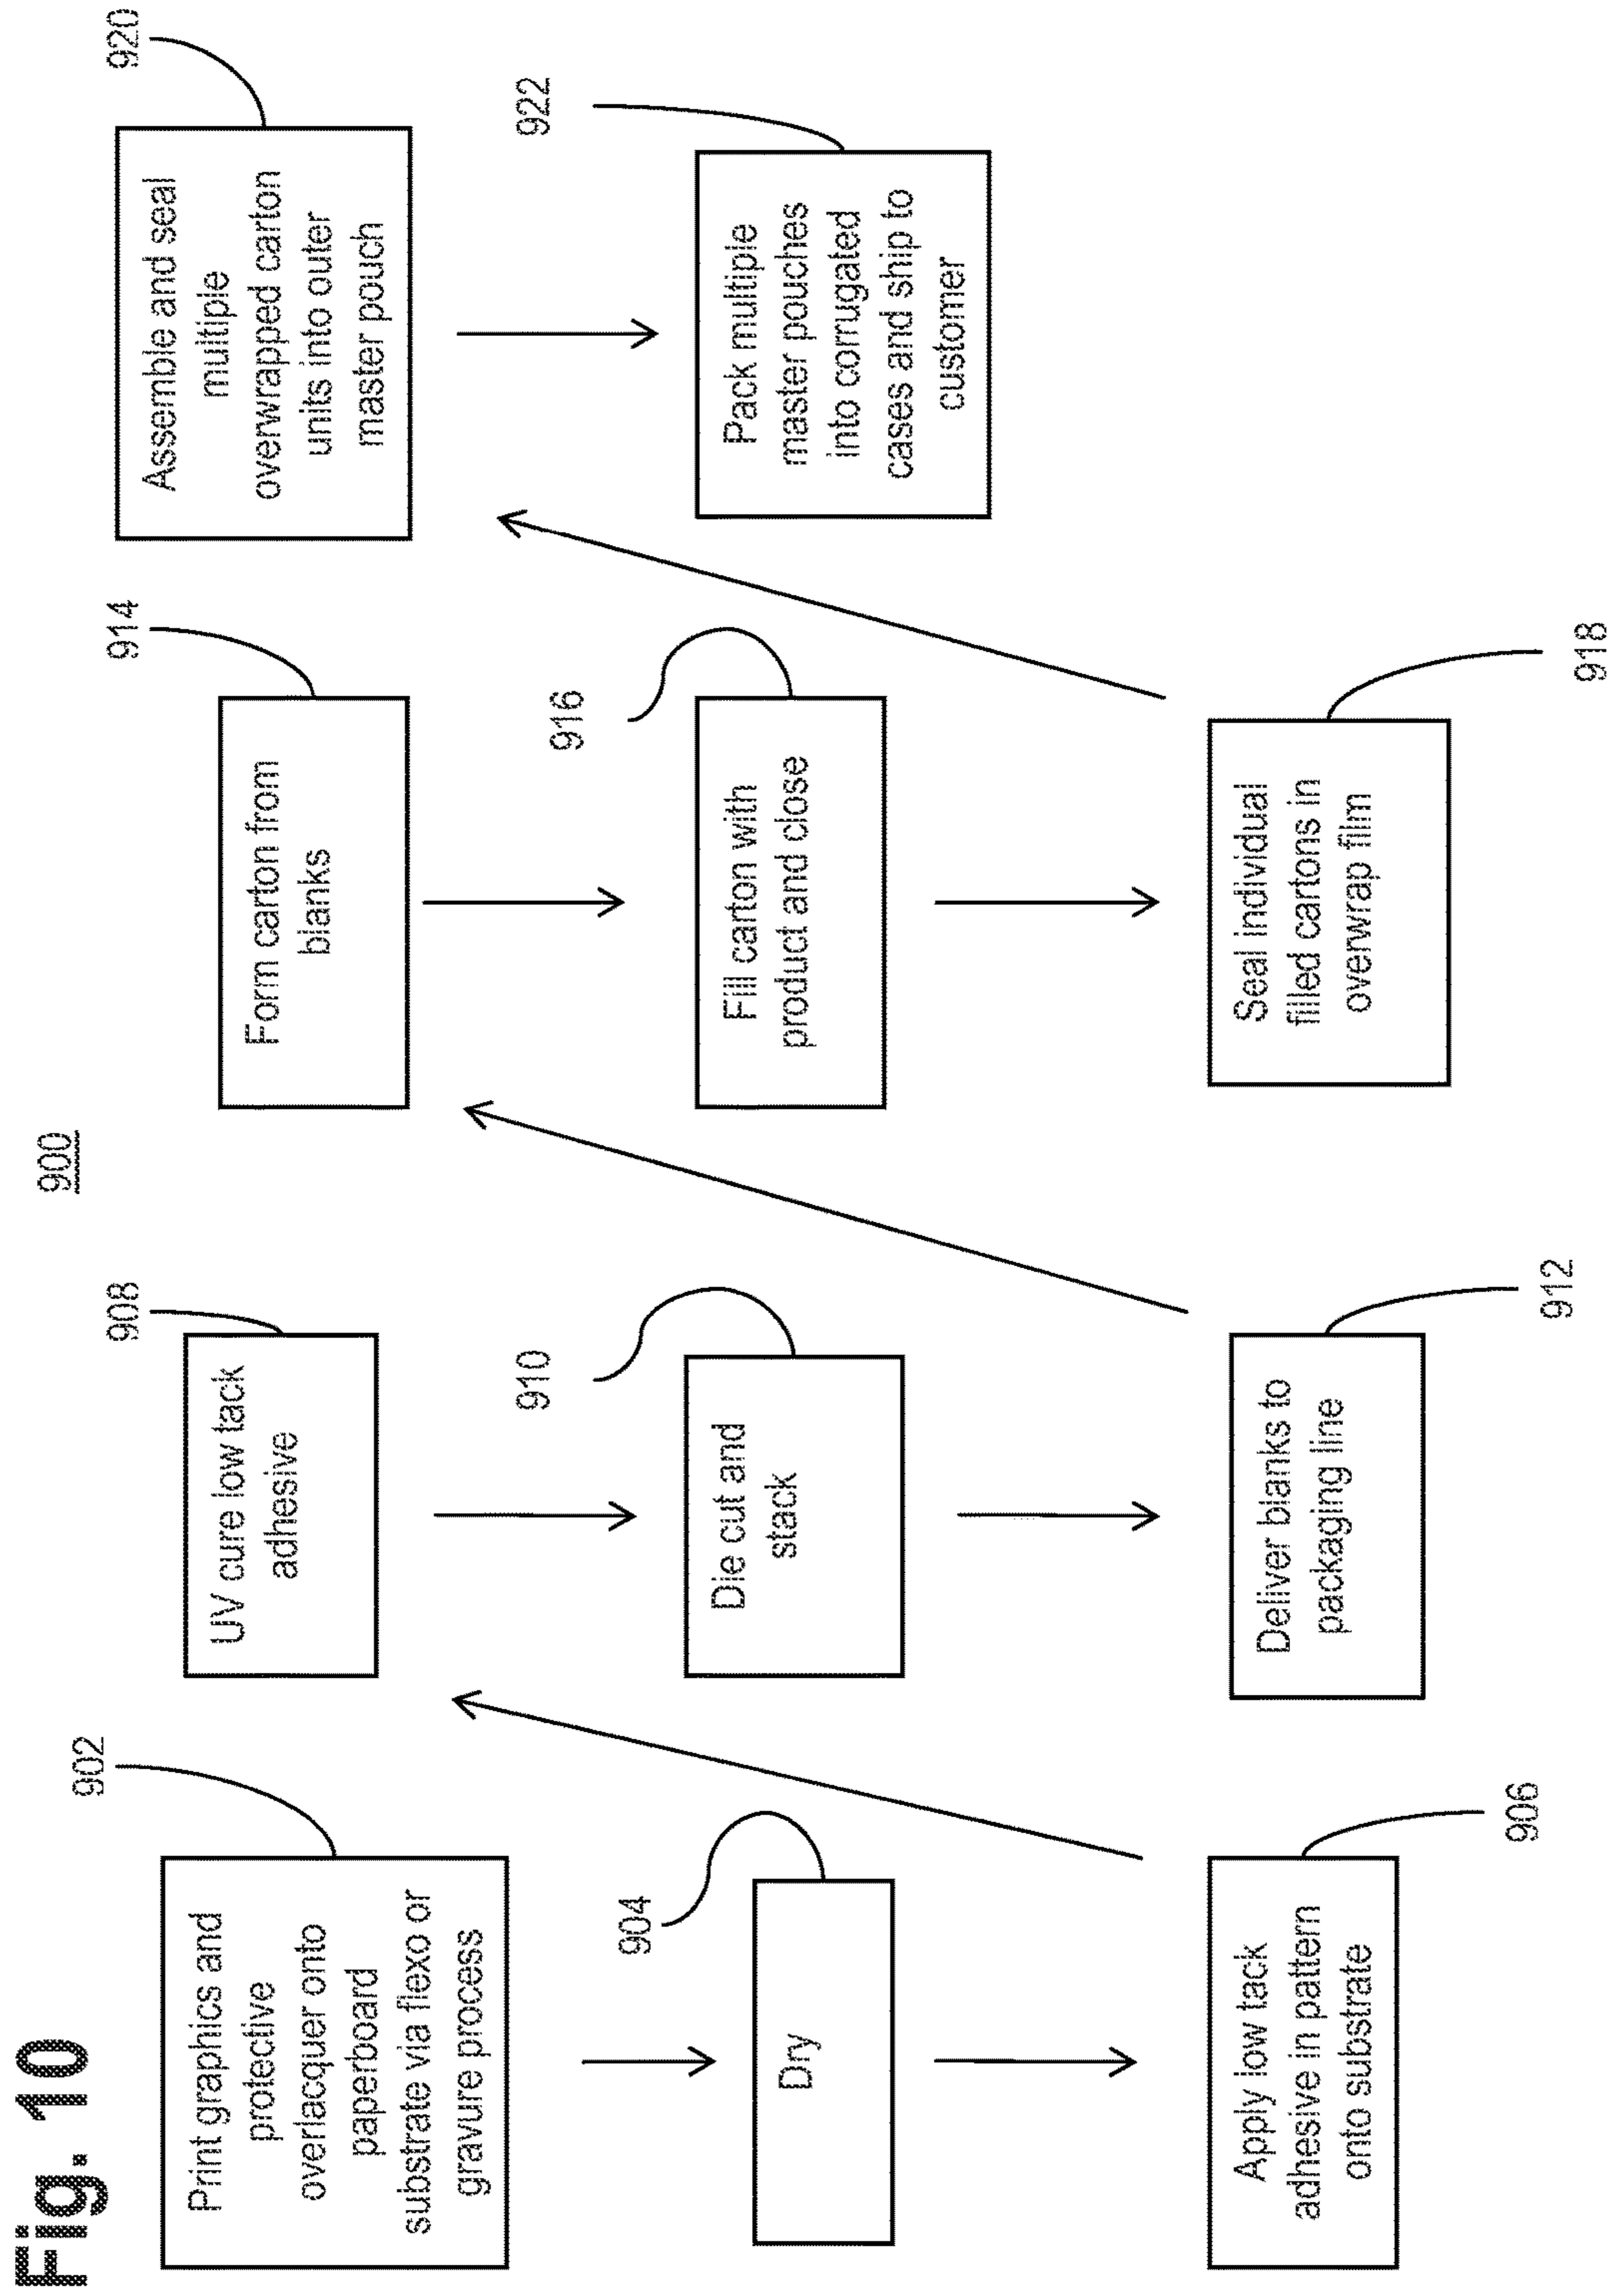 Fig. 10
900
902
Print graphics and
protective
overlacquer onto
paperboard
substrate via flexo or
gravure process
904
Dry
906
Apply low tack
adhesive in pattern
onto substrate
908
UV cure low tack
adhesive
910
Die cut and
stack
912
Deliver blanks to
packaging line
914
Form carton from
blanks
916
Fill carton with
product and close
918
Seal individual
filled cartons in
overwrap film
920
Assemble and seal
multiple
overwrapped carton
units into outer
master pouch
922
Pack multiple
master pouches
into corrugated
cases and ship to
customer